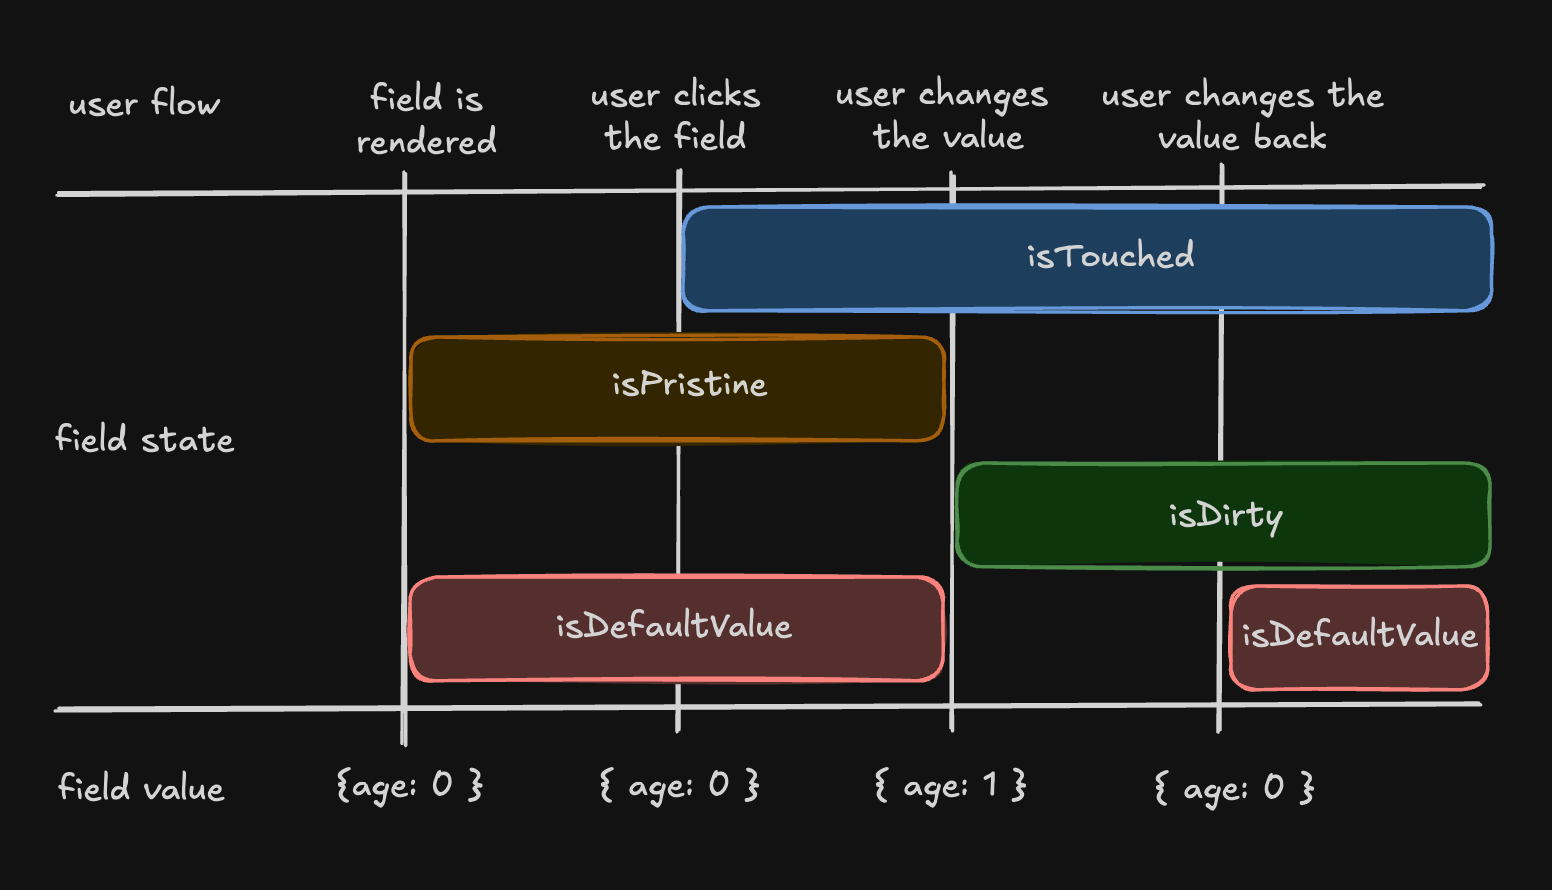 user flow
field is
rendered
user clicks
the field
user changes
the value
user changes the
value back
isTouched
isPristine
field state
isDirty
isDefaultValue
isDefaultValue
field value
{age: 0 }
{ age: 0 }
{ age: 1 }
{ age: 0 }